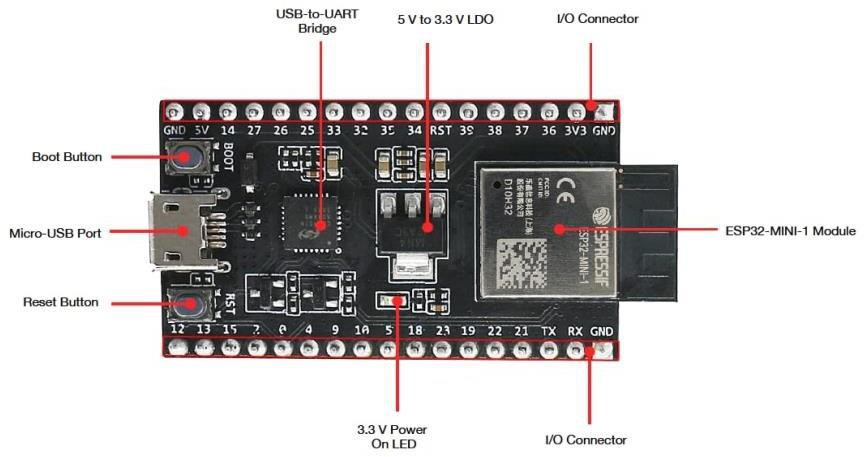 USB-to-UART
Bridge
5 V to 3.3 V LDO
I/O Connector
GND 5V 14 27 26 25 33 32 35 34 RST 39 38 37 36 3V3 GND
Boot Button
BOOT
Micro-USB Port
ESP32-MINI-1 Module
CE
D10H32
ESPRESSIF
ESP32-MINI-1
Reset Button
RST
12 13 15 2 0 4 9 10 5 18 23 19 22 21 TX RX GND
3.3 V Power
On LED
I/O Connector